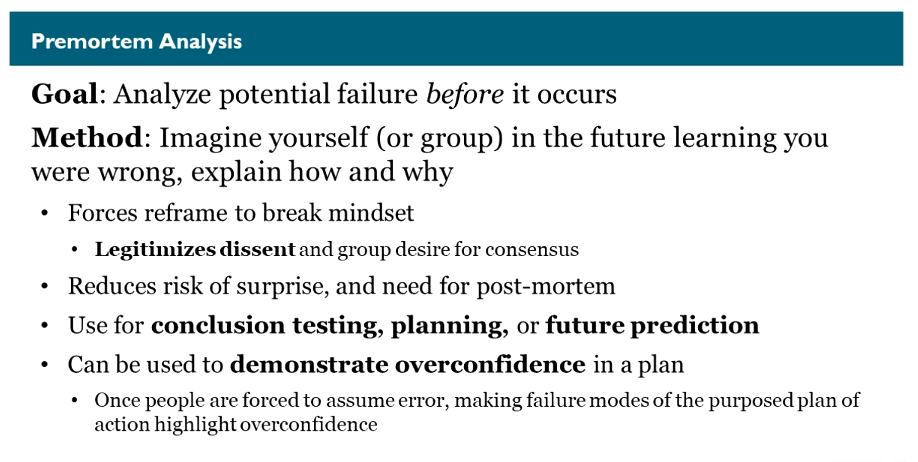 Premortem Analysis
Goal: Analyze potential failure before it occurs
Method: Imagine yourself (or group) in the future learning you
were wrong, explain how and why
• Forces reframe to break mindset
• Legitimizes dissent and group desire for consensus
• Reduces risk of surprise, and need for post-mortem
• Use for conclusion testing, planning, or future prediction
• Can be used to demonstrate overconfidence in a plan
• Once people are forced to assume error, making failure modes of the purposed plan of
action highlight overconfidence